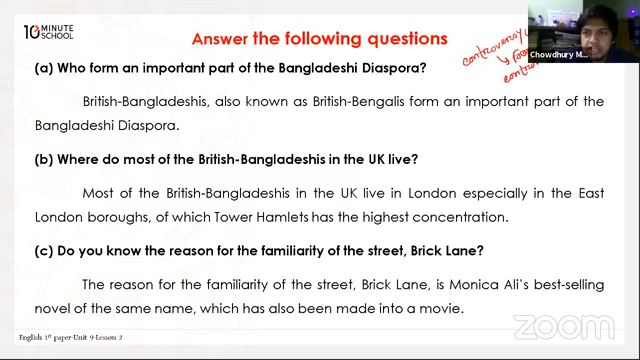 10 MINUTE
SCHOOL
Answer the following questions
controversy
Chowdhury M...
(a) Who form an important part of the Bangladeshi Diaspora?
British-Bangladeshis, also known as British-Bengalis form an important part of the
Bangladeshi Diaspora.
(b) Where do most of the British-Bangladeshis in the UK live?
Most of the British-Bangladeshis in the UK live in London especially in the East
London boroughs, of which Tower Hamlets has the highest concentration.
(c) Do you know the reason for the familiarity of the street, Brick Lane?
The reason for the familiarity of the street, Brick Lane, is Monica Ali's best-selling
novel of the same name, which has also been made into a movie.
English 1st paper-Unit 9-Lesson 2
zoom